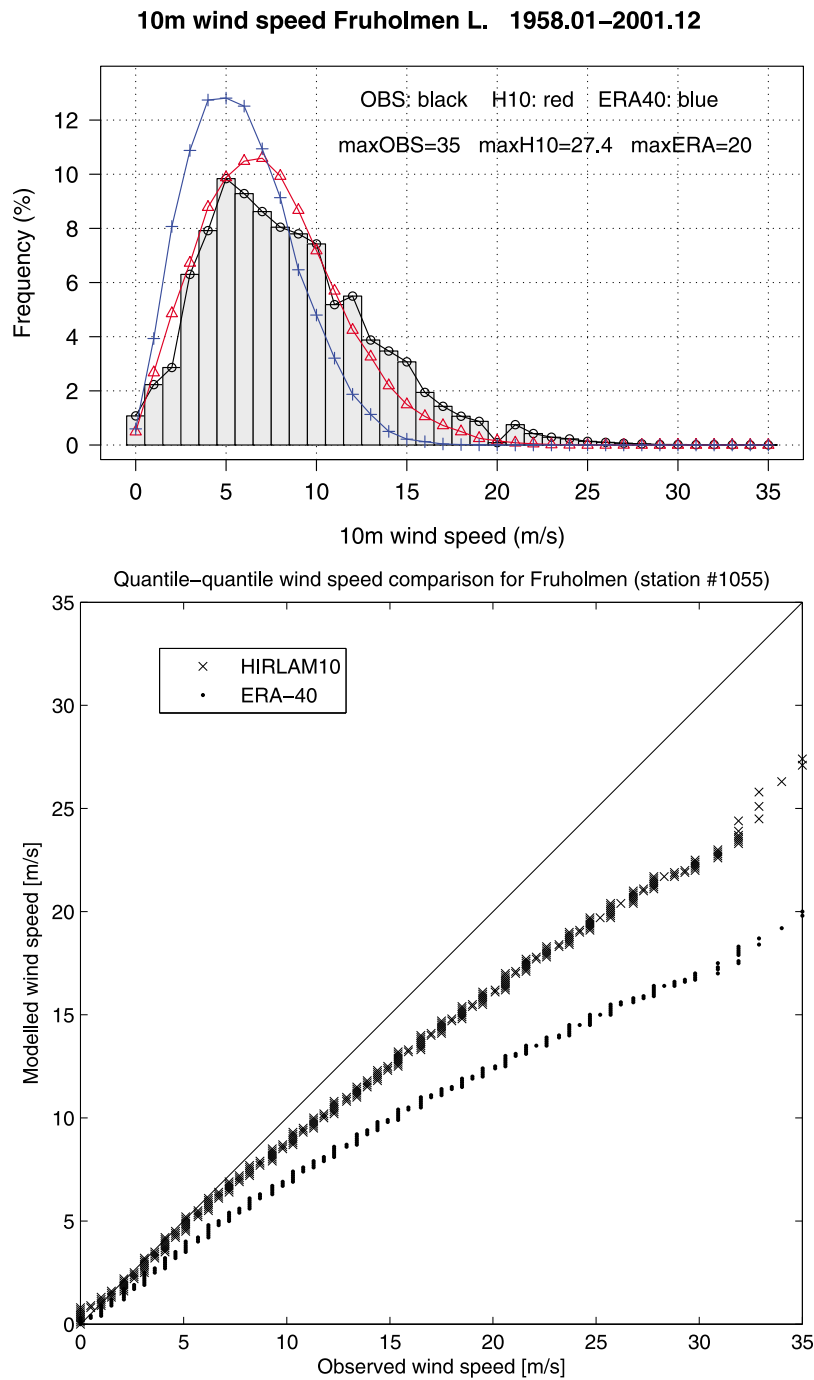 10m wind speed Fruholmen L. 1958.01–2001.12
OBS: black H10: red ERA40: blue
maxOBS=35 maxH10=27.4 maxERA=20
Frequency (%)
12
10
8
6
4
2
0
0 5 10 15 20 25 30 35
10m wind speed (m/s)
Quantile–quantile wind speed comparison for Fruholmen (station #1055)
HIRLAM10
ERA–40
Modelled wind speed [m/s]
35
30
25
20
15
10
5
0
0 5 10 15 20 25 30 35
Observed wind speed [m/s]